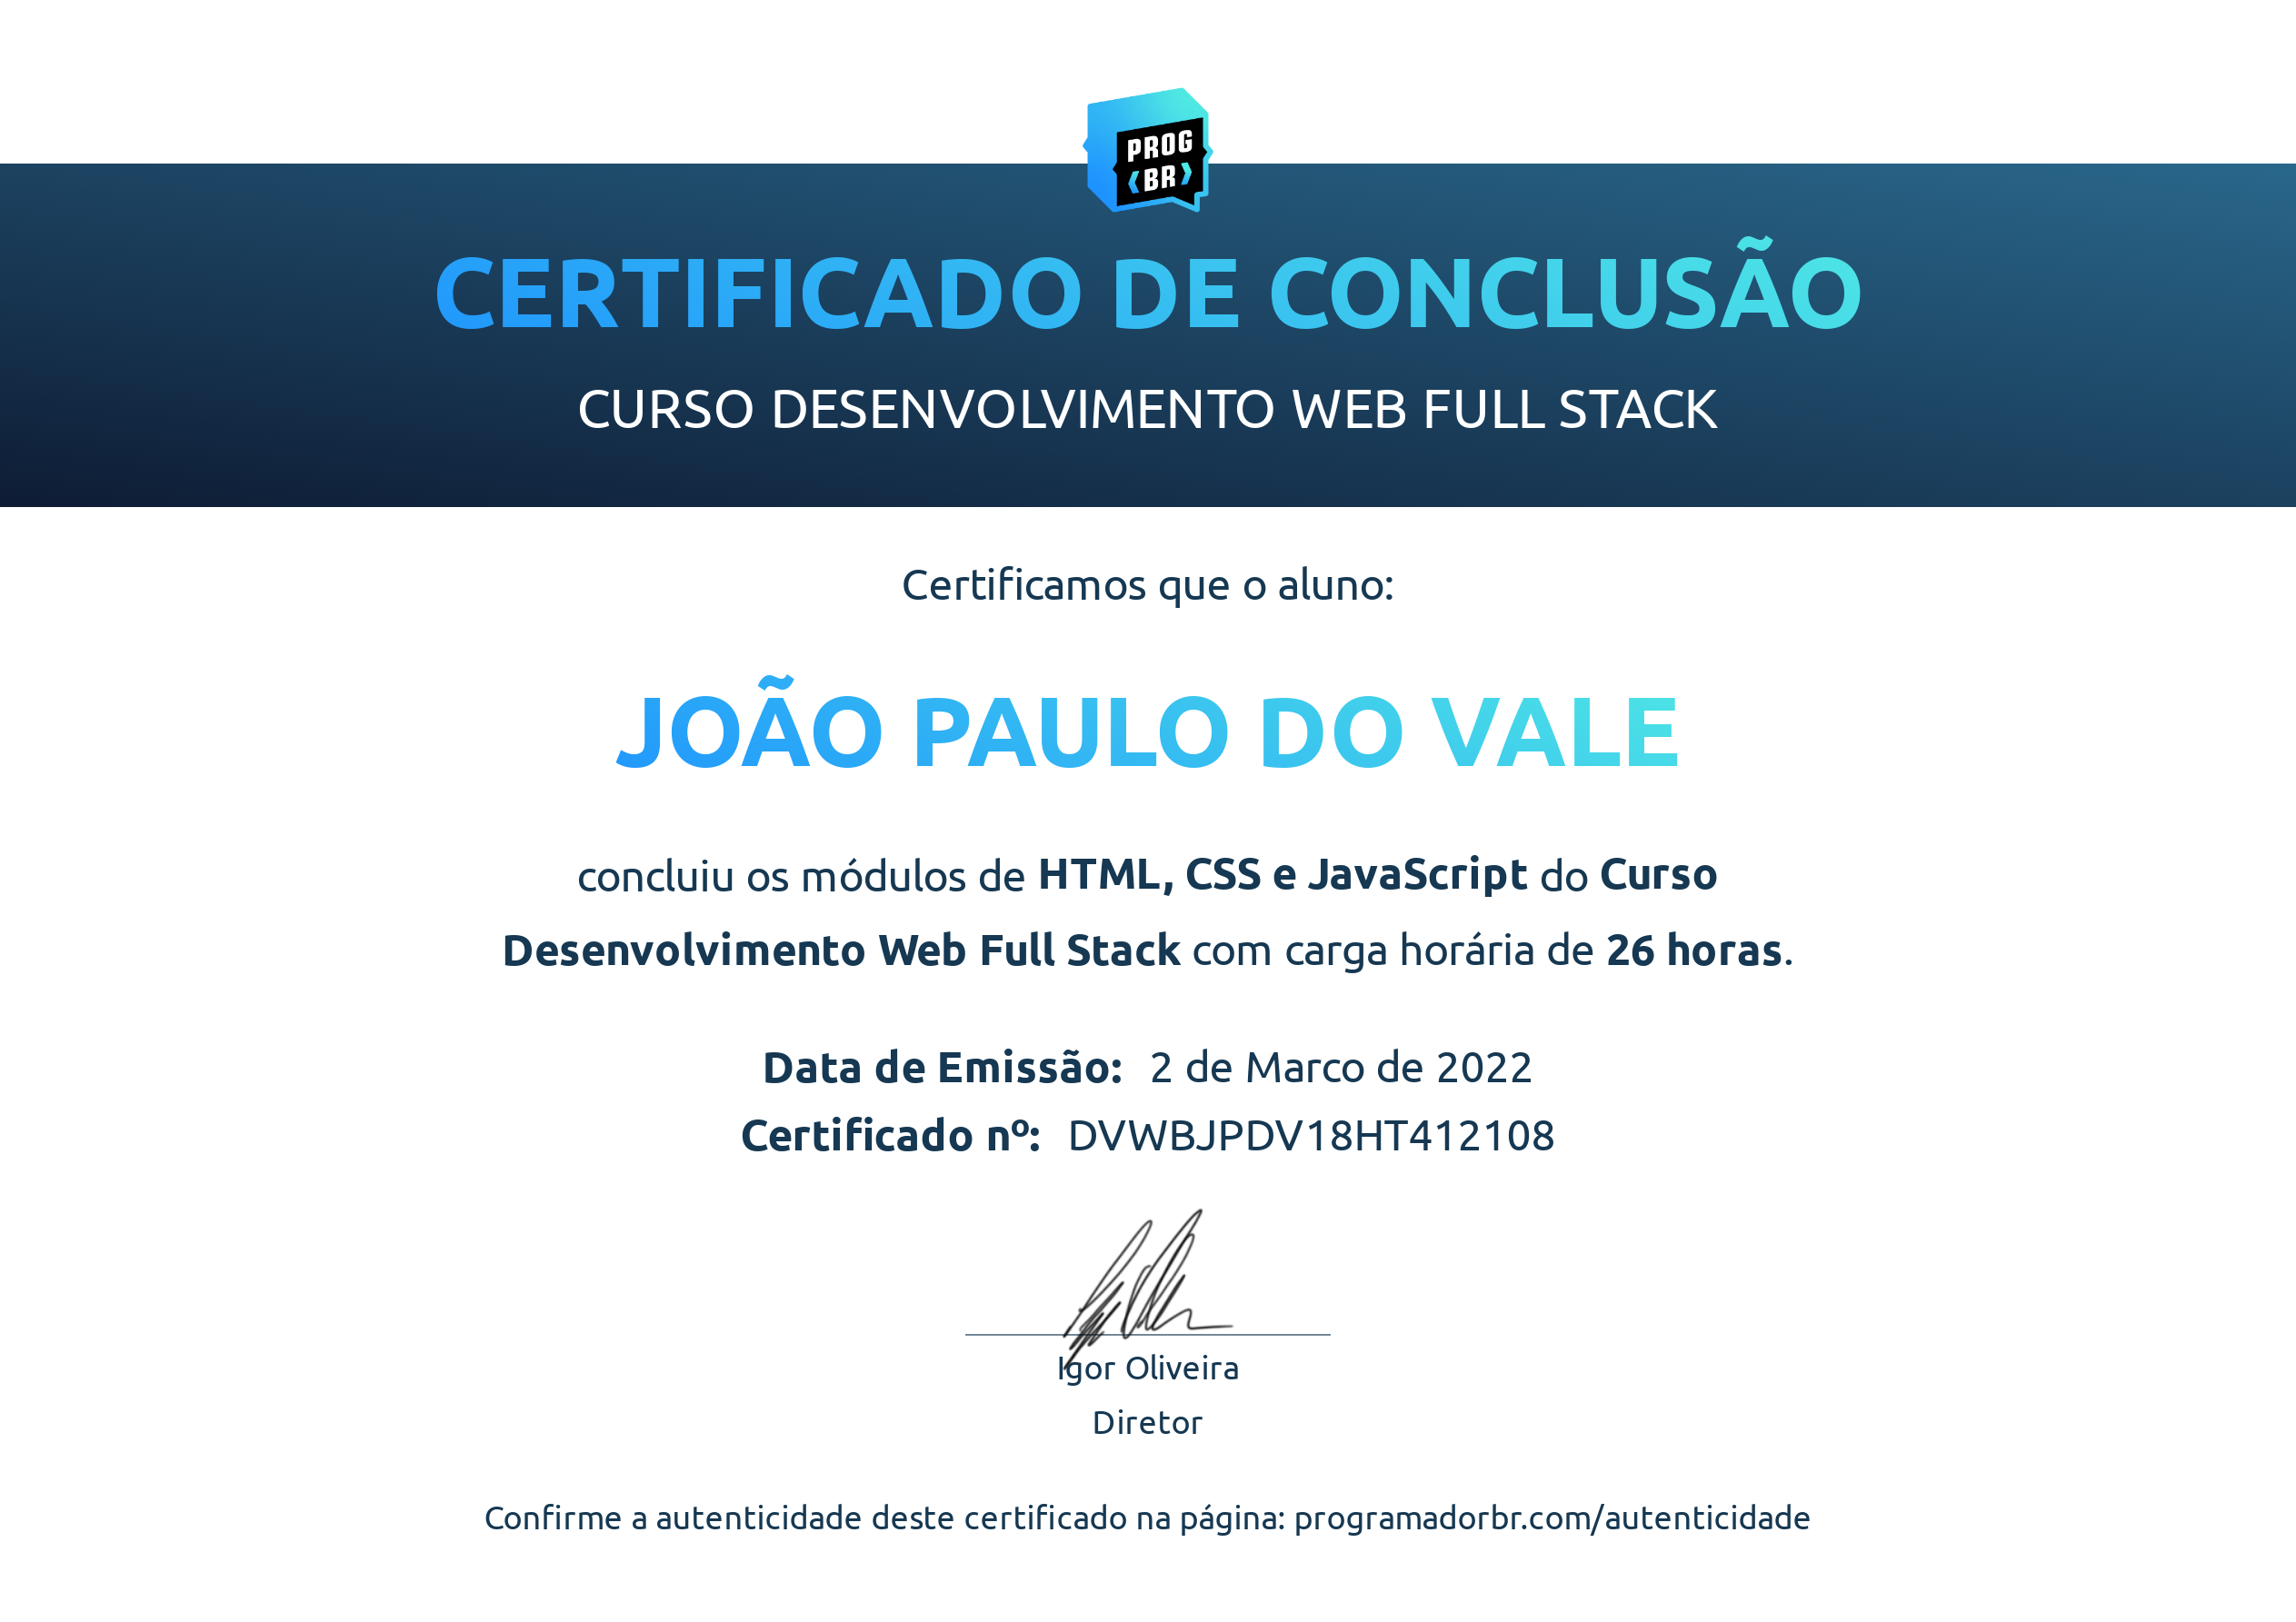 PROG
‹BR›
CERTIFICADO DE CONCLUSÃO
CURSO DESENVOLVIMENTO WEB FULL STACK
Certificamos que o aluno:
JOÃO PAULO DO VALE
concluiu os módulos de HTML, CSS e JavaScript do Curso
Desenvolvimento Web Full Stack com carga horária de 26 horas.
Data de Emissão: 2 de Marco de 2022
Certificado nº: DVWBJPDV18HT412108
Igor Oliveira
Diretor
Confirme a autenticidade deste certificado na página: programadorbr.com/autenticidade